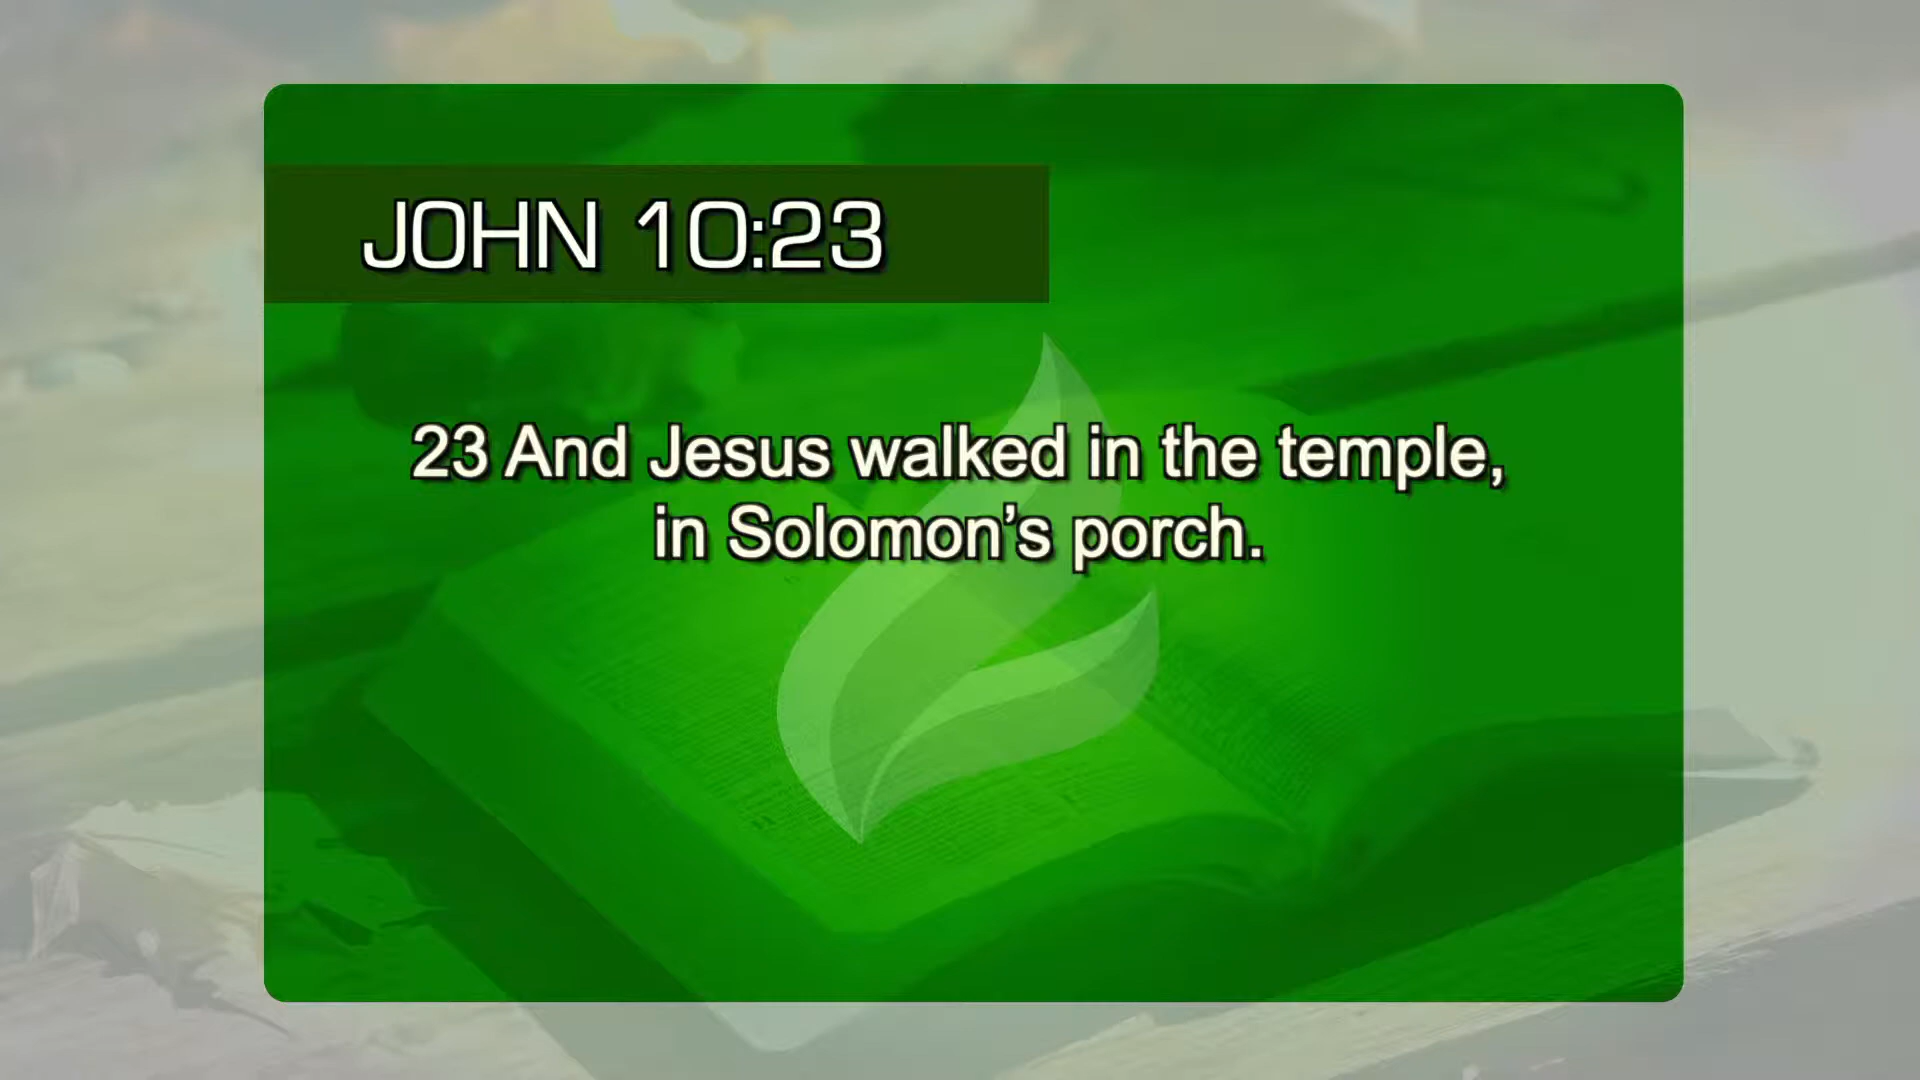 JOHN 10:23
23 And Jesus walked in the temple,
in Solomon’s porch.